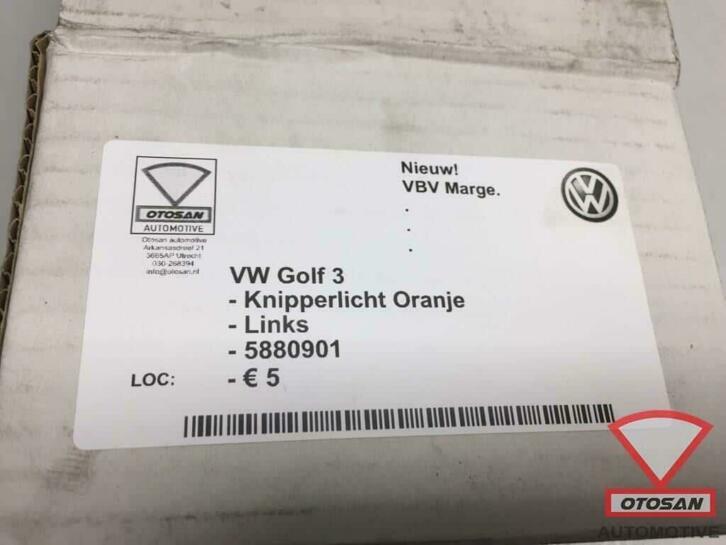 OTOSAN
AUTOMOTIVE
Otosan automotive
Arkansasdreef 21
3565AP Utrecht
030-268394
info@otosan.nl
Nieuw!
VBV Marge.
.
.
.
VW Golf 3
- Knipperlicht Oranje
- Links
- 5880901
LOC: - € 5
OTOSAN
AUTOMOTIVE